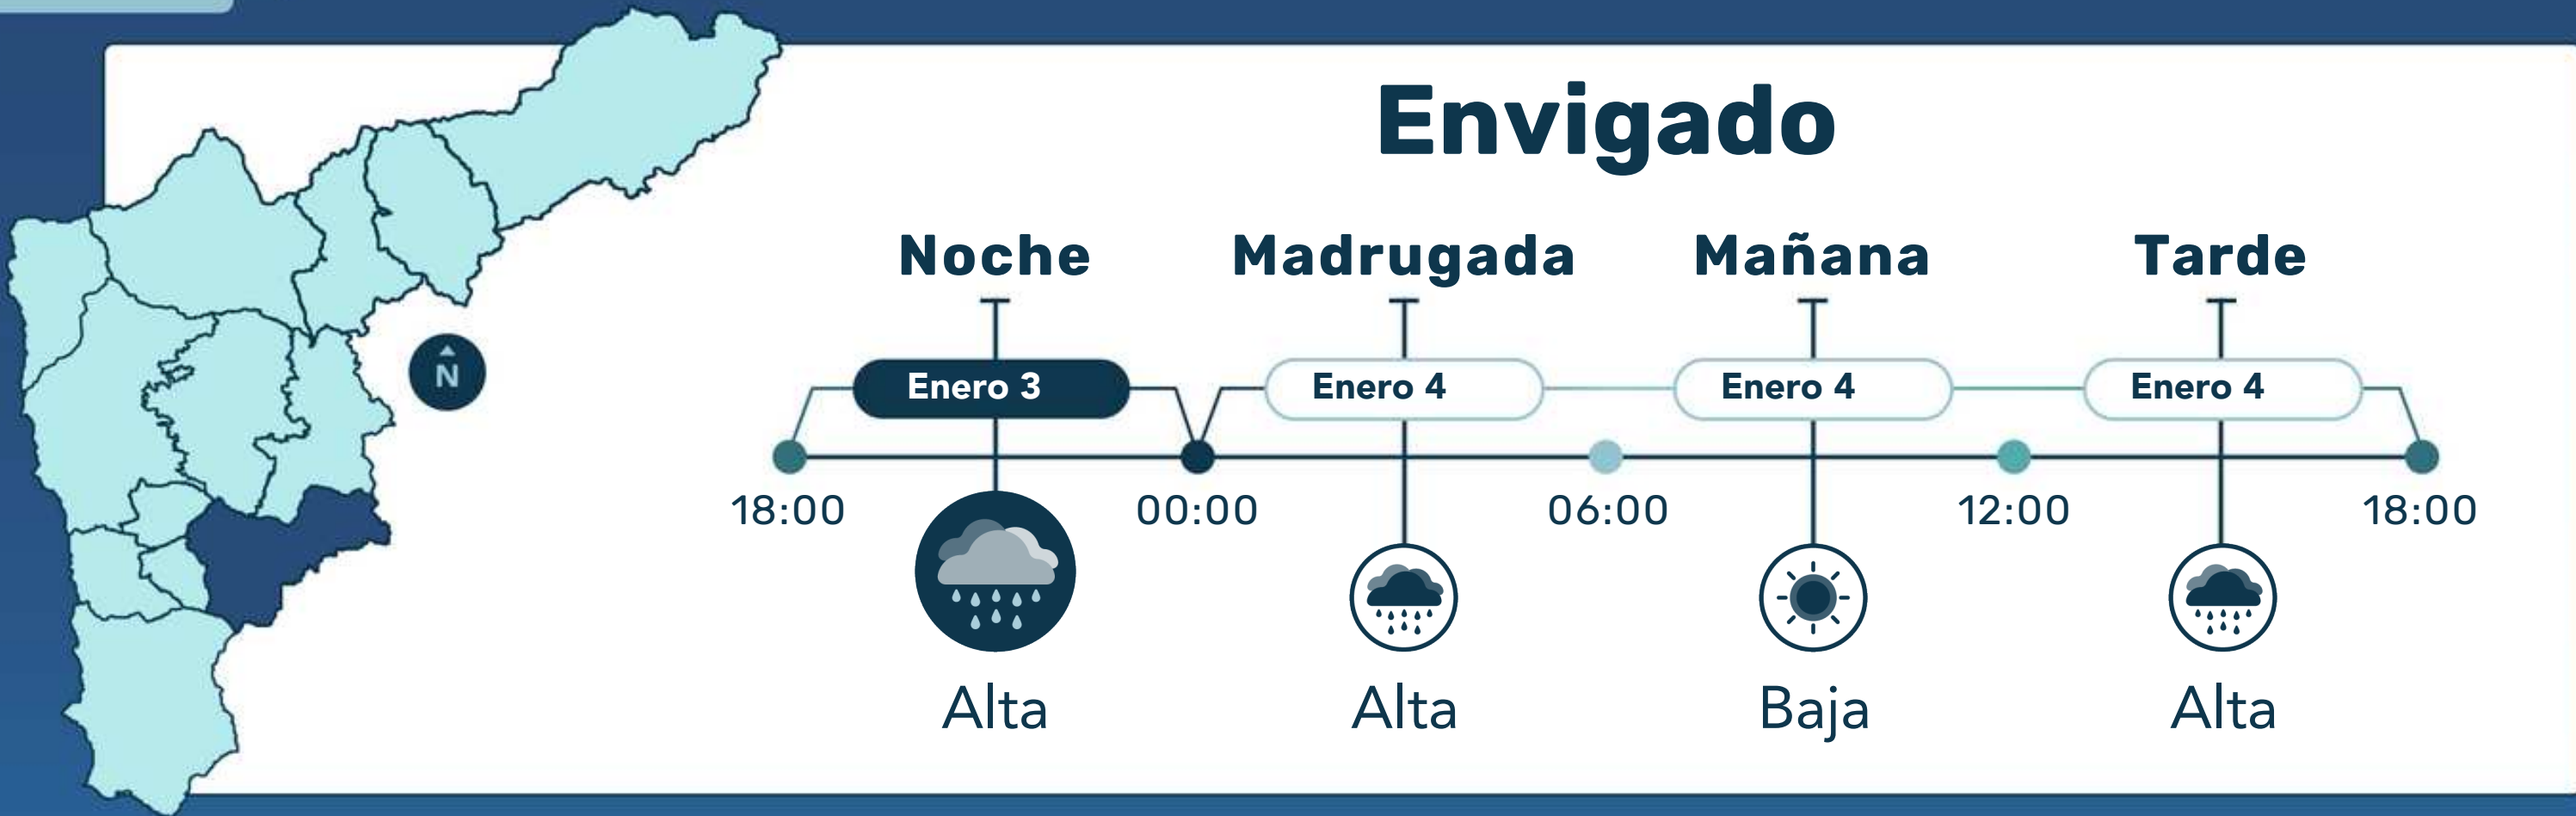 Envigado
Noche Madrugada Mañana Tarde
Enero 3 Enero 4 Enero 4 Enero 4
N
18:00 00:00 06:00 12:00 18:00
Alta Alta Baja Alta